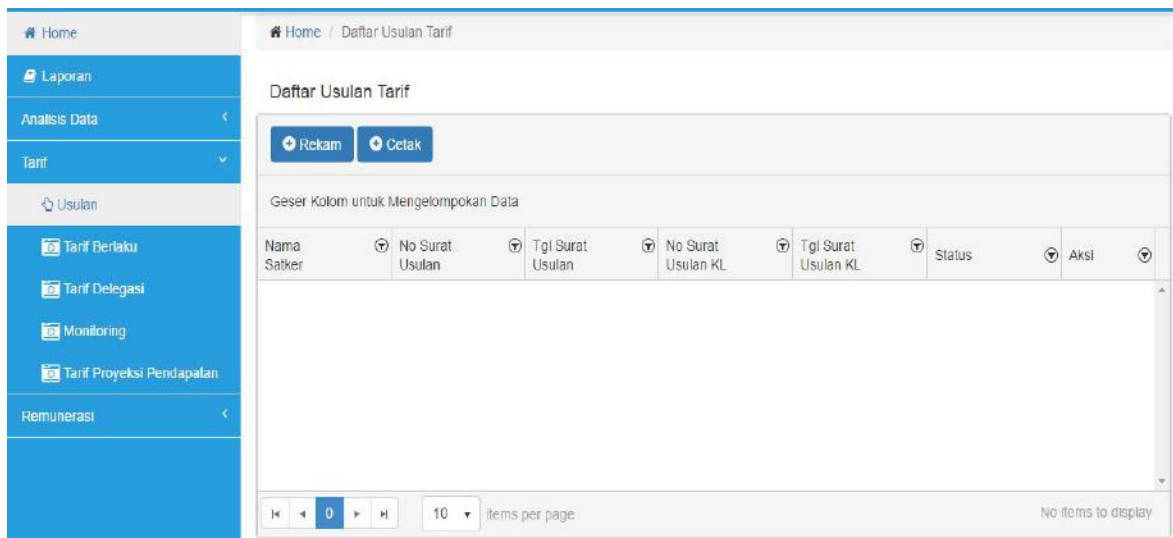 Home
Laporan
Analisis Data
Tarif
Usulan
Tarif Berlaku
Tarif Delegasi
Monitoring
Tarif Proyeksi Pendapatan
Remunerasi
Home / Daftar Usulan Tarif
Daftar Usulan Tarif
Rekam Cetak
Geser Kolom untuk Mengelompokan Data
Nama No Surat Tgl Surat No Surat Tgl Surat Status Aksi
Satker Usulan Usulan Usulan KL Usulan KL
0 10 items per page No items to display